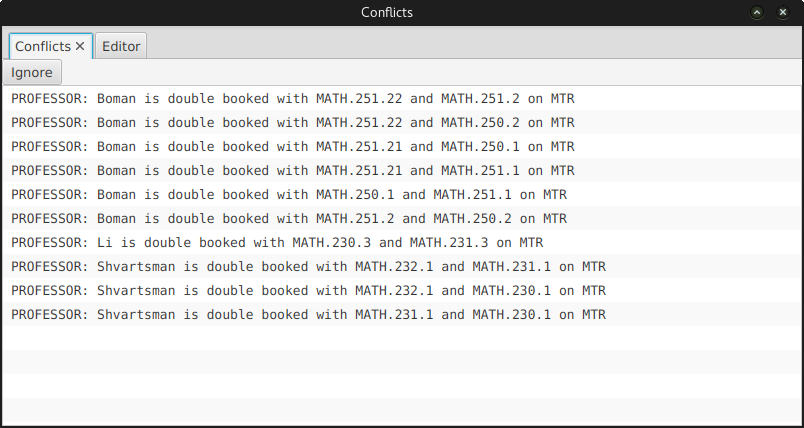 Conflicts
Conflicts Editor
Ignore
PROFESSOR: Boman is double booked with MATH.251.22 and MATH.251.2 on MTR
PROFESSOR: Boman is double booked with MATH.251.22 and MATH.250.2 on MTR
PROFESSOR: Boman is double booked with MATH.251.21 and MATH.250.1 on MTR
PROFESSOR: Boman is double booked with MATH.251.21 and MATH.251.1 on MTR
PROFESSOR: Boman is double booked with MATH.250.1 and MATH.251.1 on MTR
PROFESSOR: Boman is double booked with MATH.251.2 and MATH.250.2 on MTR
PROFESSOR: Li is double booked with MATH.230.3 and MATH.231.3 on MTR
PROFESSOR: Shvartsman is double booked with MATH.232.1 and MATH.231.1 on MTR
PROFESSOR: Shvartsman is double booked with MATH.232.1 and MATH.230.1 on MTR
PROFESSOR: Shvartsman is double booked with MATH.231.1 and MATH.230.1 on MTR